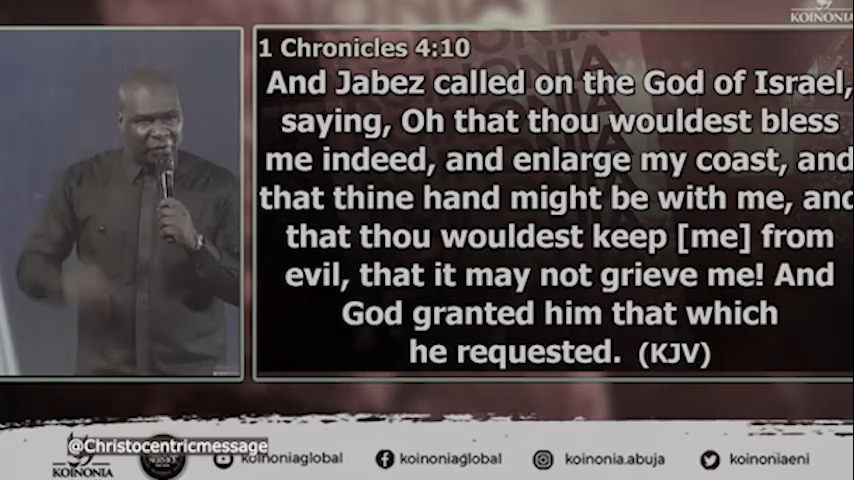 KOINONIA
1 Chronicles 4:10
And Jabez called on the God of Israel,
saying, Oh that thou wouldest bless
me indeed, and enlarge my coast, and
that thine hand might be with me, and
that thou wouldest keep [me] from
evil, that it may not grieve me! And
God granted him that which
he requested. (KJV)
@Christocentricmessage
KOINONIA
koinoniaglobal
koinoniaglobal
koinonia.abuja
koinoniaeni